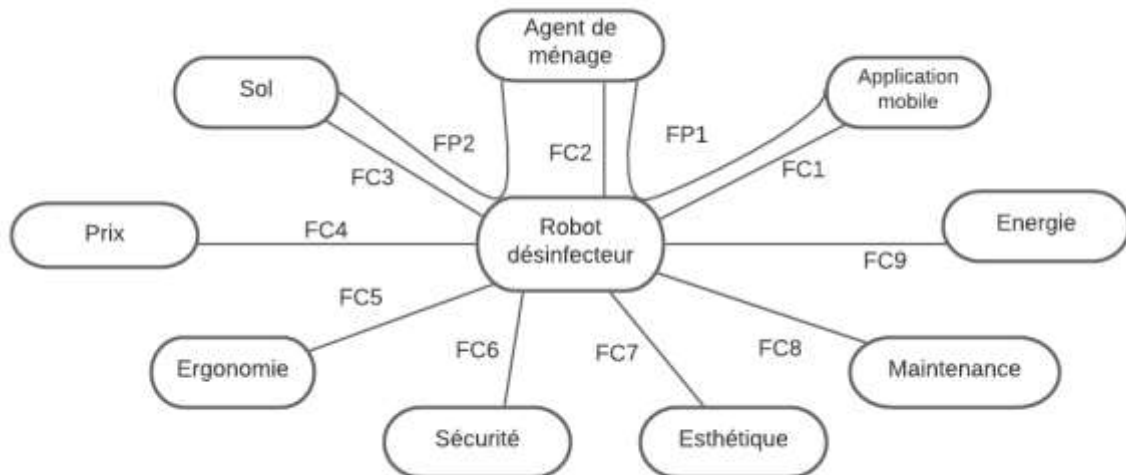 Agent de
ménage
Sol
Application
mobile
FP2
FC2
FP1
FC3
FC1
Prix
FC4
Robot
désinfecteur
Energie
FC9
FC5
FC6
FC7
FC8
Ergonomie
Maintenance
Sécurité
Esthétique